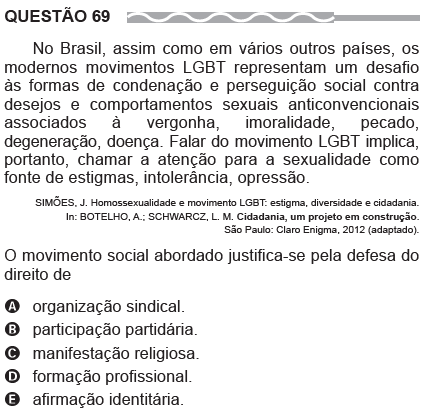 QUESTÃO 69
No Brasil, assim como em vários outros países, os
modernos movimentos LGBT representam um desafio
às formas de condenação e perseguição social contra
desejos e comportamentos sexuais anticonvencionais
associados à vergonha, imoralidade, pecado,
degeneração, doença. Falar do movimento LGBT implica,
portanto, chamar a atenção para a sexualidade como
fonte de estigmas, intolerância, opressão.
SIMÕES, J. Homossexualidade e movimento LGBT: estigma, diversidade e cidadania.
In: BOTELHO, A.; SCHWARCZ, L. M. Cidadania, um projeto em construção.
São Paulo: Claro Enigma, 2012 (adaptado).
O movimento social abordado justifica-se pela defesa do
direito de
A organização sindical.
B participação partidária.
C manifestação religiosa.
D formação profissional.
E afirmação identitária.